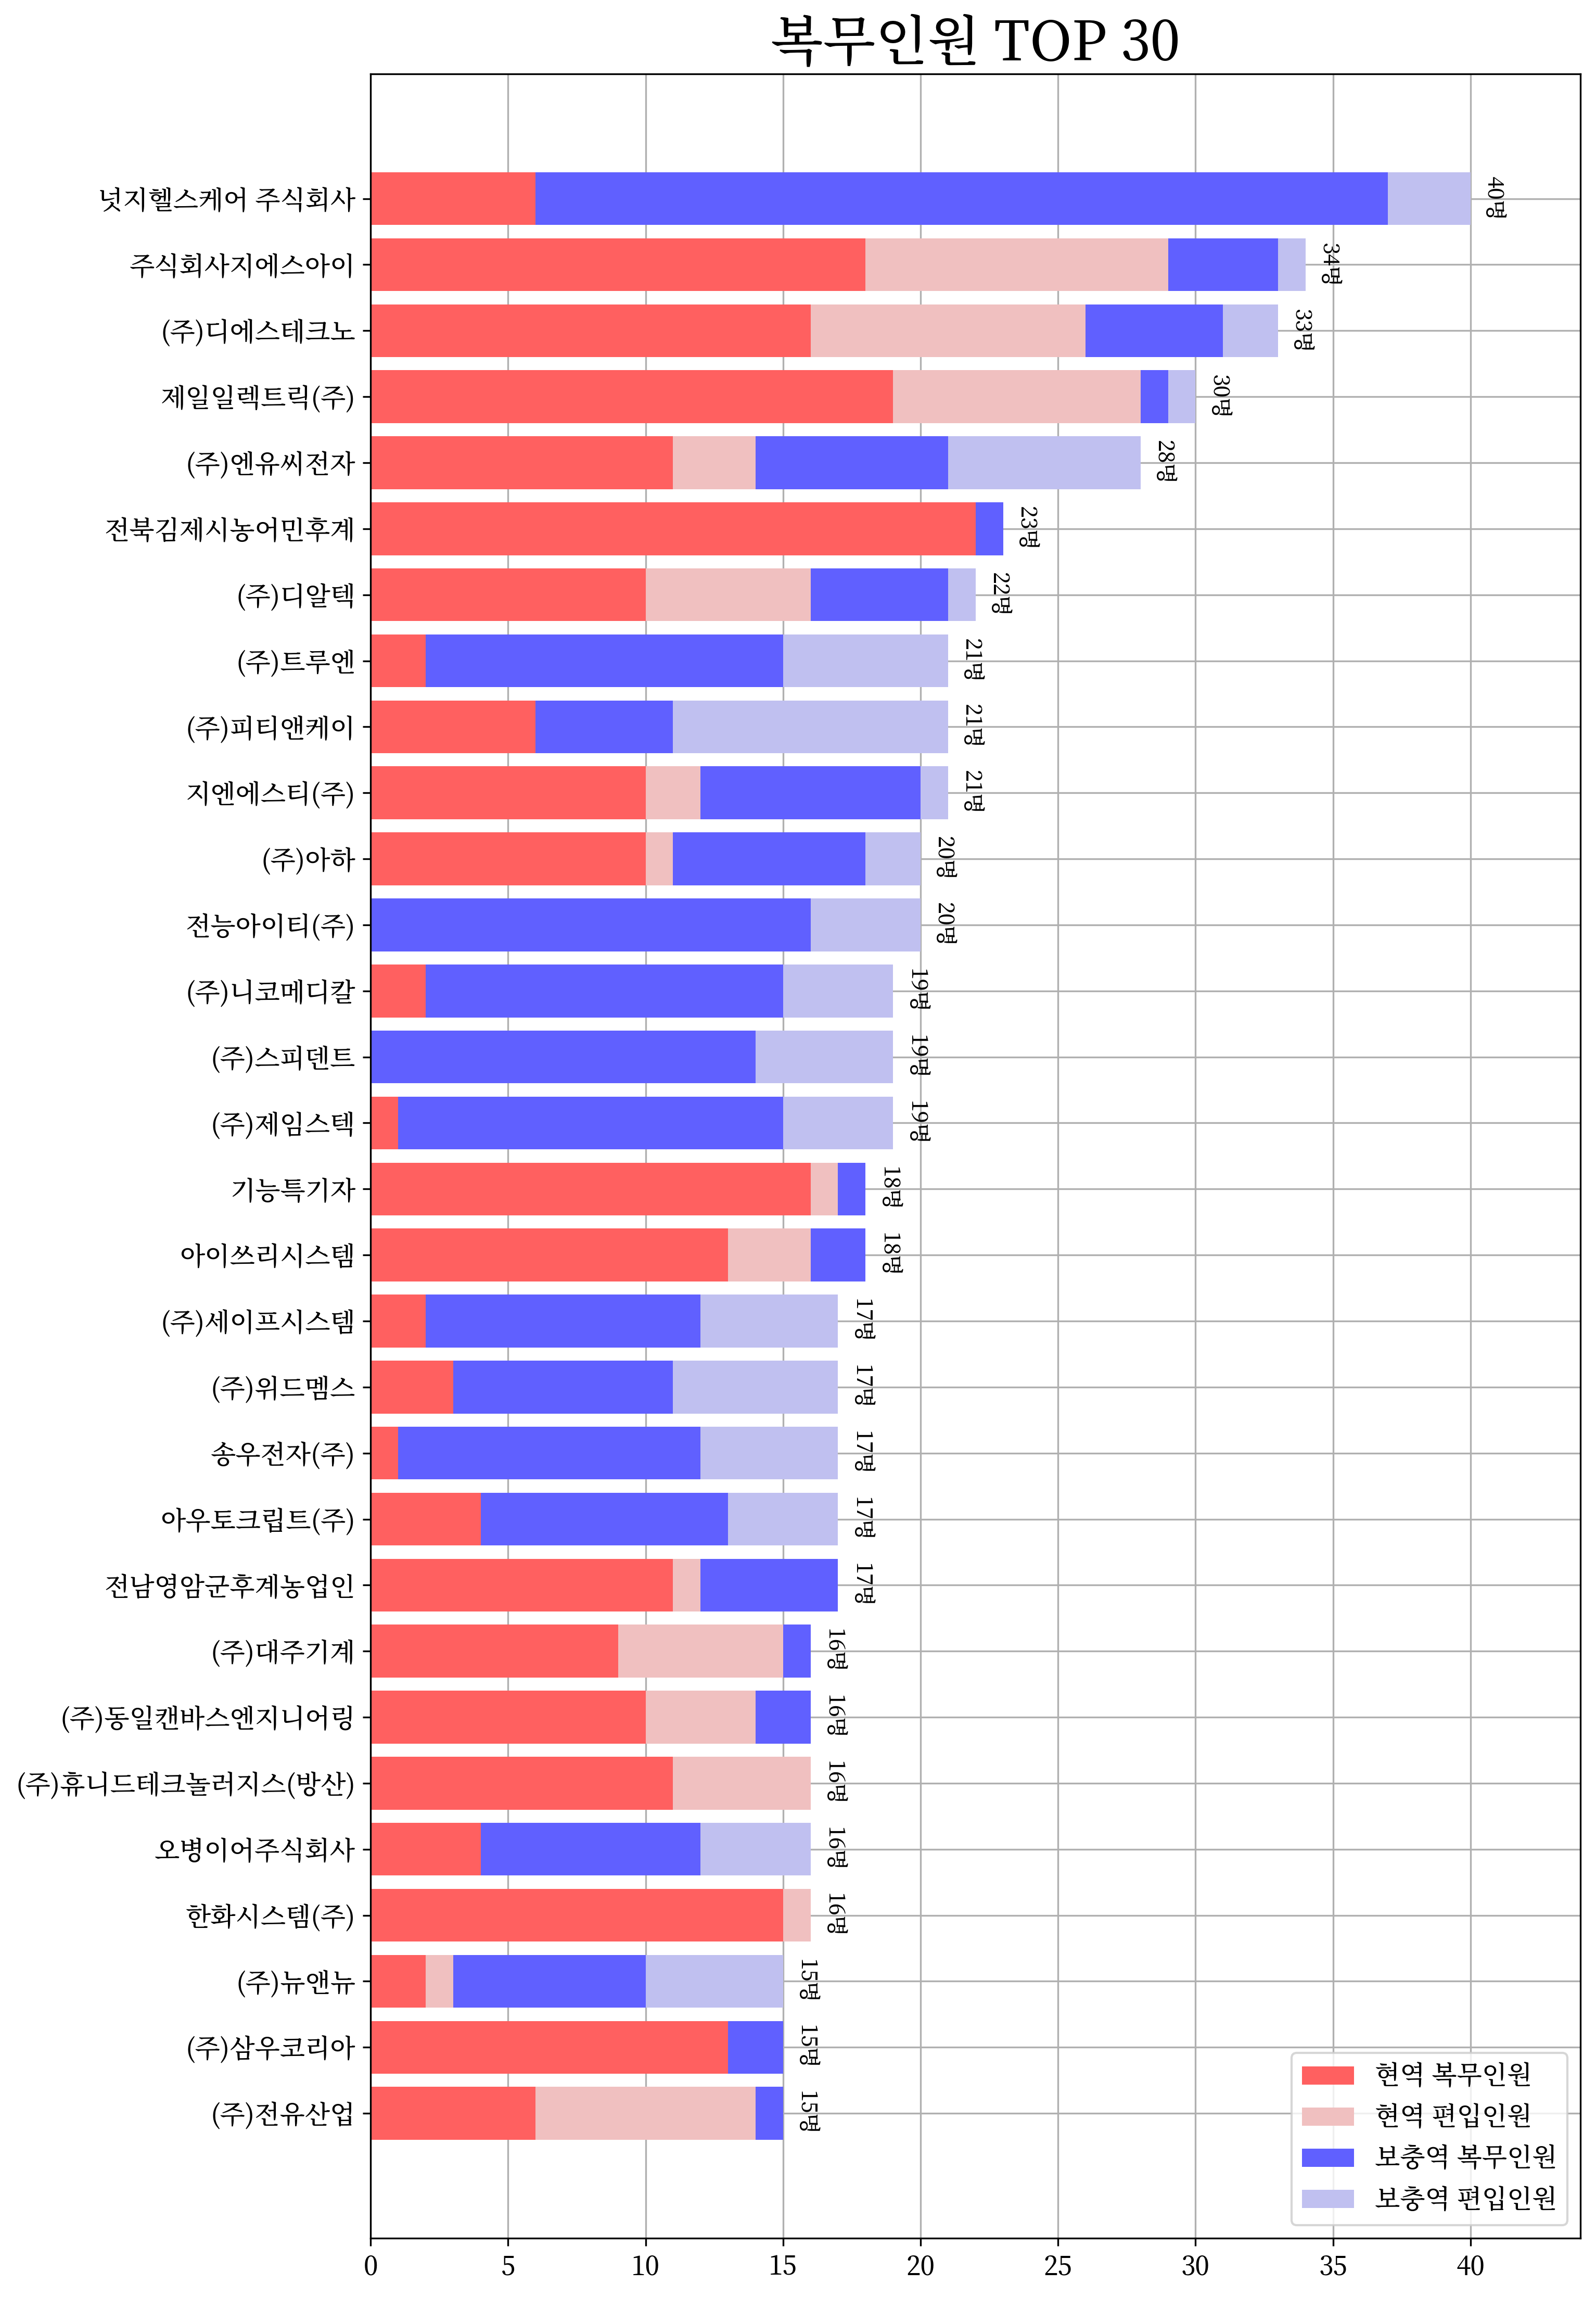 복무인원 TOP 30
넛지헬스케어 주식회사 40명
주식회사지에스아이 34명
(주)디에스테크노 33명
제일일렉트릭(주) 30명
(주)엔유씨전자 28명
전북김제시농어민후계 23명
(주)디알텍 22명
(주)트루엔 21명
(주)피티앤케이 21명
지엔에스티(주) 21명
(주)아하 20명
전능아이티(주) 20명
(주)니코메디칼 19명
(주)스피덴트 19명
(주)제임스텍 19명
기능특기자 18명
아이쓰리시스템 18명
(주)세이프시스템 17명
(주)위드멤스 17명
송우전자(주) 17명
아우토크립트(주) 17명
전남영암군후계농업인 17명
(주)대주기계 16명
(주)동일캔바스엔지니어링 16명
(주)휴니드테크놀러지스(방산) 16명
오병이어주식회사 16명
한화시스템(주) 16명
(주)뉴앤뉴 15명
(주)삼우코리아 15명
(주)전유산업 15명
현역 복무인원
현역 편입인원
보충역 복무인원
보충역 편입인원
0 5 10 15 20 25 30 35 40